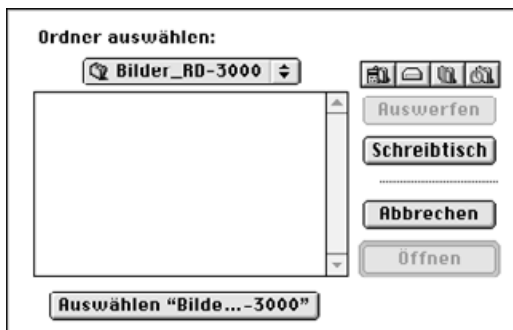 Ordner auswählen:
Bilder_RD-3000
Auswerfen
Schreibtisch
Abbrechen
Öffnen
Auswählen “Bilde...-3000”